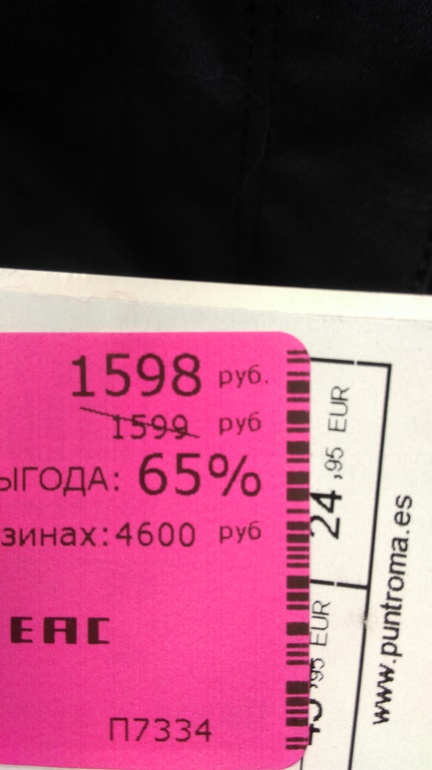 1598 руб.
1599 руб
ЫГОДА: 65%
зинах: 4600 руб
EAC
П7334
24,95 EUR
,95 EUR
www.puntroma.es